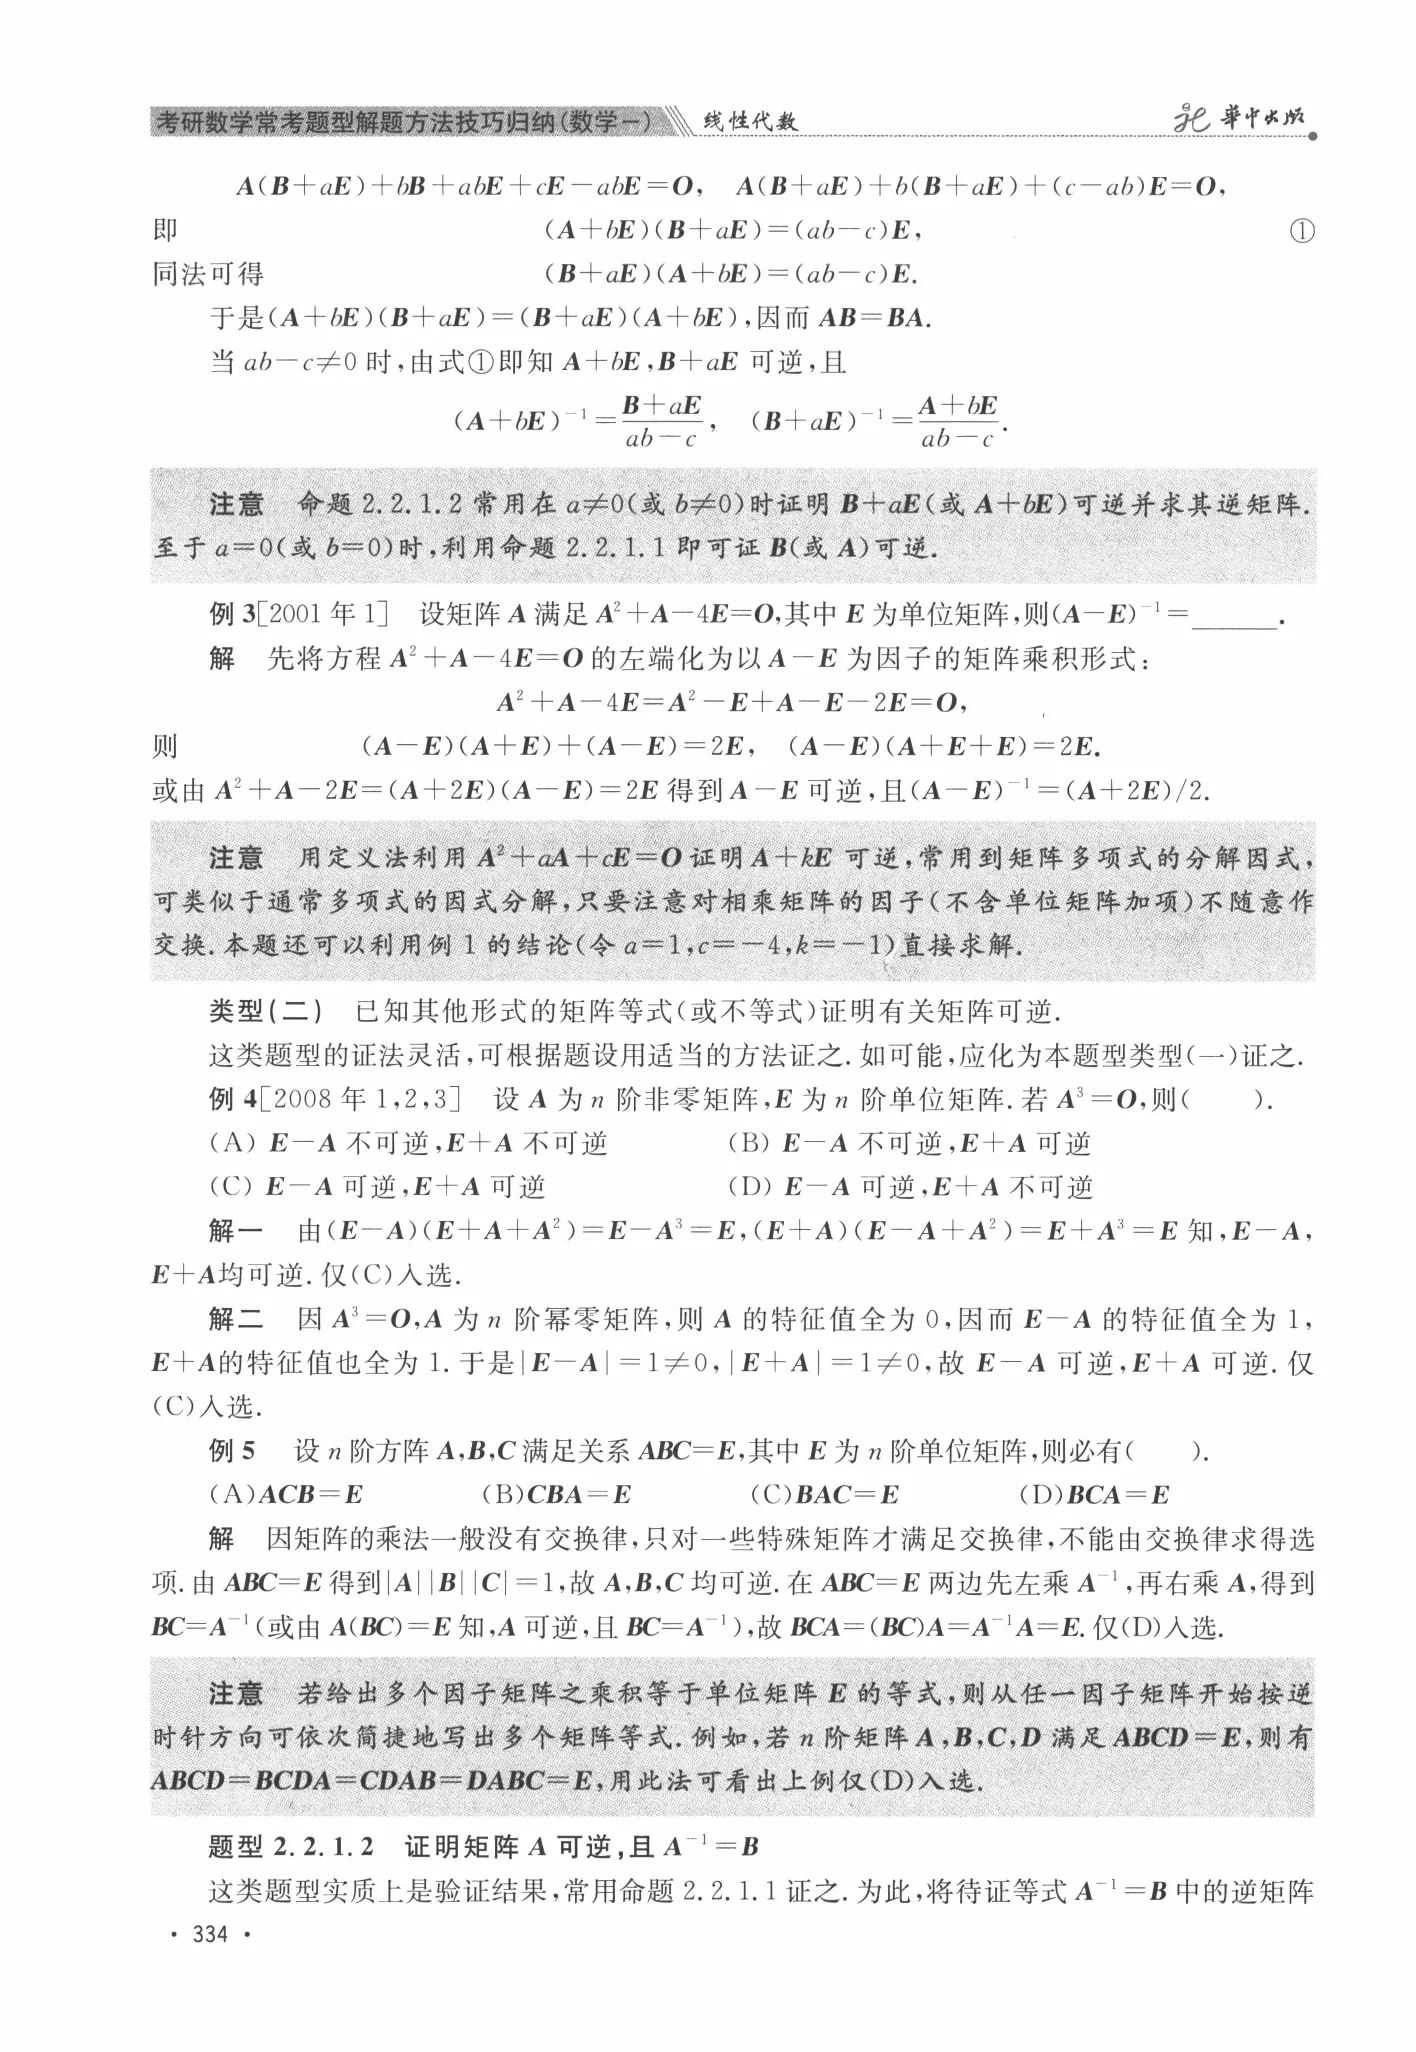 考研数学常考题型解题方法技巧归纳(数学一) 线性代数 华中出版
A(B+aE)+bB+abE+cE−abE=O, A(B+aE)+b(B+aE)+(c−ab)E=O,
即 (A+bE)(B+aE)=(ab−c)E, ①
同法可得 (B+aE)(A+bE)=(ab−c)E.
于是(A+bE)(B+aE)=(B+aE)(A+bE),因而 AB=BA.
当 ab−c≠0 时,由式①即知 A+bE,B+aE 可逆,且
(A+bE)⁻¹=(B+aE)/(ab−c), (B+aE)⁻¹=(A+bE)/(ab−c).
注意 命题 2.2.1.2 常用在 a≠0(或 b≠0)时证明 B+aE(或 A+bE)可逆并求其逆矩阵.
至于 a=0(或 b=0)时,利用命题 2.2.1.1 即可证 B(或 A)可逆.
例 3[2001 年 1] 设矩阵 A 满足 A²+A−4E=O,其中 E 为单位矩阵,则(A−E)⁻¹=______.
解 先将方程 A²+A−4E=O 的左端化为以 A−E 为因子的矩阵乘积形式:
A²+A−4E=A²−E+A−E−2E=O,
则 (A−E)(A+E)+(A−E)=2E, (A−E)(A+E+E)=2E.
或由 A²+A−2E=(A+2E)(A−E)=2E 得到 A−E 可逆,且(A−E)⁻¹=(A+2E)/2.
注意 用定义法利用 A²+aA+cE=O 证明 A+kE 可逆,常用到矩阵多项式的分解因式,
可类似于通常多项式的因式分解,只要注意对相乘矩阵的因子(不含单位矩阵加项)不随意作
交换.本题还可以利用例 1 的结论(令 a=1,c=−4,k=−1)直接求解.
类型(二) 已知其他形式的矩阵等式(或不等式)证明有关矩阵可逆.
这类题型的证法灵活,可根据题设用适当的方法证之.如可能,应化为本题型类型(一)证之.
例 4[2008 年 1,2,3] 设 A 为 n 阶非零矩阵,E 为 n 阶单位矩阵.若 A³=O,则( ).
(A) E−A 不可逆,E+A 不可逆 (B) E−A 不可逆,E+A 可逆
(C) E−A 可逆,E+A 可逆 (D) E−A 可逆,E+A 不可逆
解一 由(E−A)(E+A+A²)=E−A³=E,(E+A)(E−A+A²)=E+A³=E 知,E−A,
E+A均可逆.仅(C)入选.
解二 因 A³=O,A 为 n 阶幂零矩阵,则 A 的特征值全为 0,因而 E−A 的特征值全为 1,
E+A的特征值也全为 1.于是|E−A|=1≠0,|E+A|=1≠0,故 E−A 可逆,E+A 可逆.仅
(C)入选.
例 5 设 n 阶方阵 A,B,C 满足关系 ABC=E,其中 E 为 n 阶单位矩阵,则必有( ).
(A)ACB=E (B)CBA=E (C)BAC=E (D)BCA=E
解 因矩阵的乘法一般没有交换律,只对一些特殊矩阵才满足交换律,不能由交换律求得选
项.由 ABC=E 得到|A||B||C|=1,故 A,B,C 均可逆.在 ABC=E 两边先左乘 A⁻¹,再右乘 A,得到
BC=A⁻¹(或由 A(BC)=E 知,A 可逆,且 BC=A⁻¹),故 BCA=(BC)A=A⁻¹A=E.仅(D)入选.
注意 若给出多个因子矩阵之乘积等于单位矩阵 E 的等式,则从任一因子矩阵开始按逆
时针方向可依次简捷地写出多个矩阵等式.例如,若 n 阶矩阵 A,B,C,D 满足 ABCD=E,则有
ABCD=BCDA=CDAB=DABC=E,用此法可看出上例仅(D)入选.
题型 2.2.1.2 证明矩阵 A 可逆,且 A⁻¹=B
这类题型实质上是验证结果,常用命题 2.2.1.1 证之.为此,将待证等式 A⁻¹=B 中的逆矩阵
· 334 ·